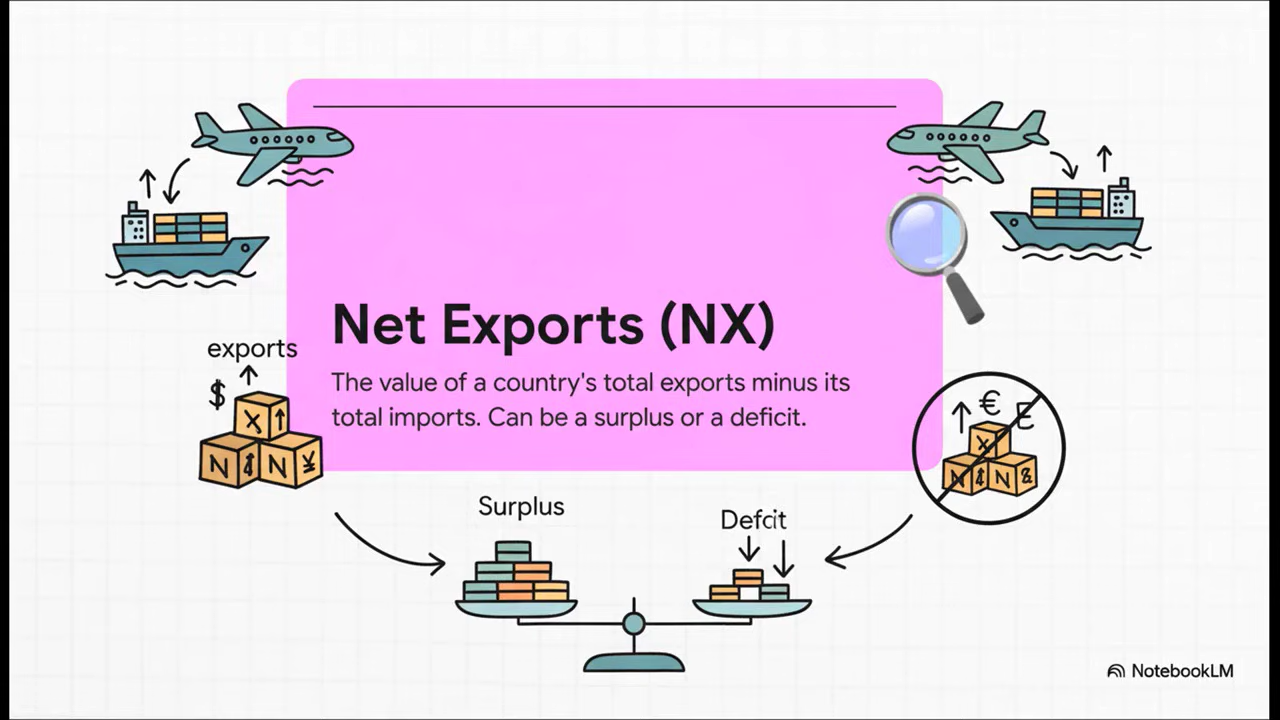 Net Exports (NX)
The value of a country's total exports minus its
total imports. Can be a surplus or a deficit.
exports
$
X
N
N ¥
€
E
X
N
N
Surplus
Defcit
NotebookLM